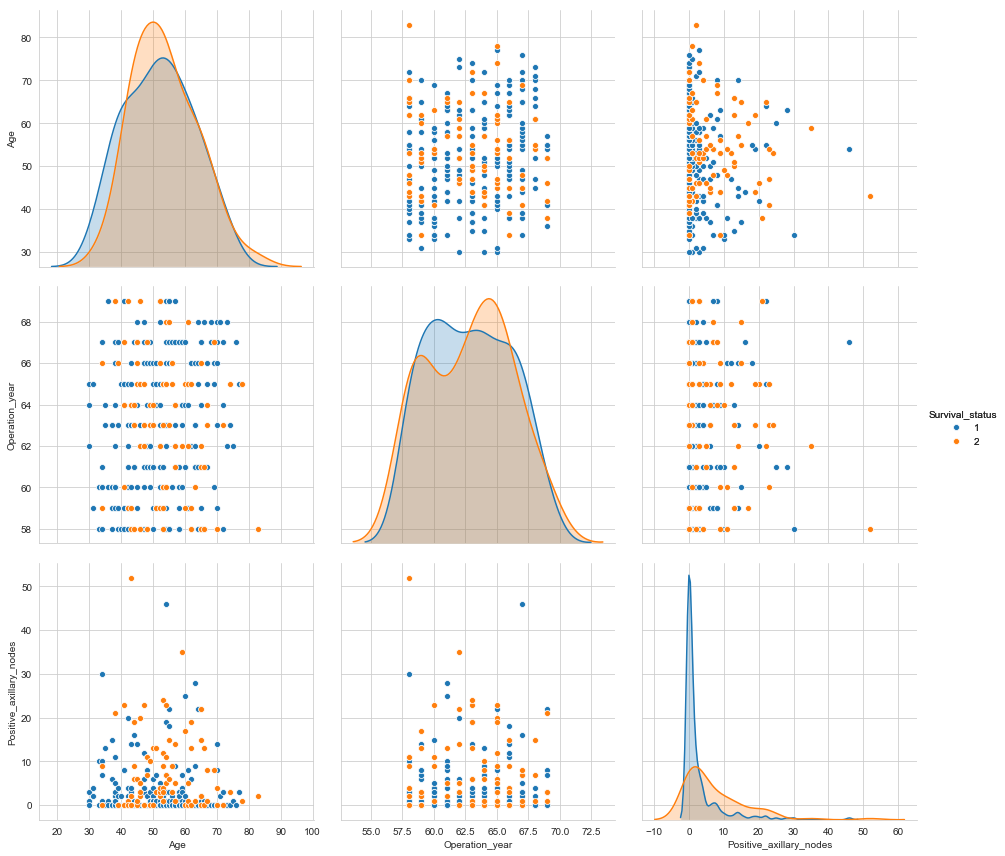 80
70
60
50
40
30
Age
68
66
64
62
60
58
Operation_year
Survival_status
1
2
50
40
30
20
10
0
Positive_axillary_nodes
20 30 40 50 60 70 80 90 100
Age
55.0 57.5 60.0 62.5 65.0 67.5 70.0 72.5
Operation_year
−10 0 10 20 30 40 50 60
Positive_axillary_nodes